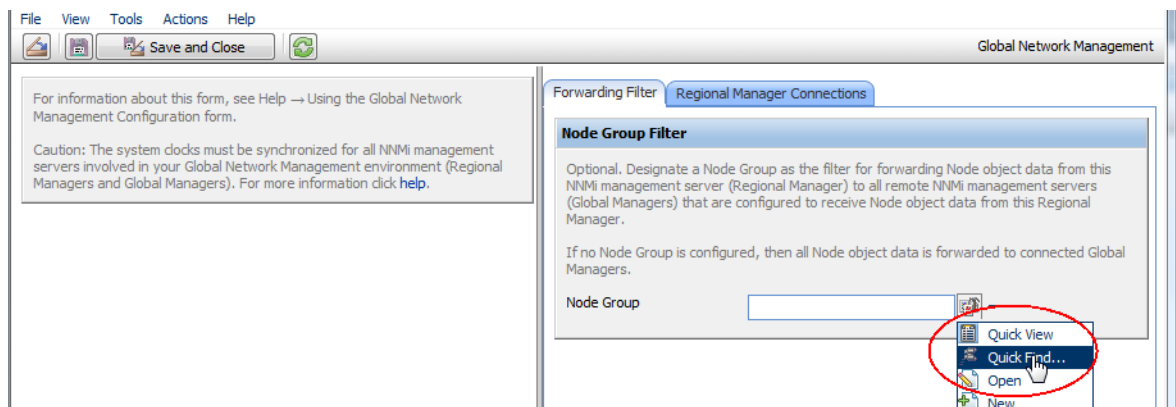 File View Tools Actions Help
Save and Close
Global Network Management
For information about this form, see Help → Using the Global Network
Management Configuration form.
Caution: The system clocks must be synchronized for all NNMi management
servers involved in your Global Network Management environment (Regional
Managers and Global Managers). For more information click help.
Forwarding Filter Regional Manager Connections
Node Group Filter
Optional. Designate a Node Group as the filter for forwarding Node object data from this
NNMi management server (Regional Manager) to all remote NNMi management servers
(Global Managers) that are configured to receive Node object data from this Regional
Manager.
If no Node Group is configured, then all Node object data is forwarded to connected Global
Managers.
Node Group
Quick View
Quick Find...
Open
New